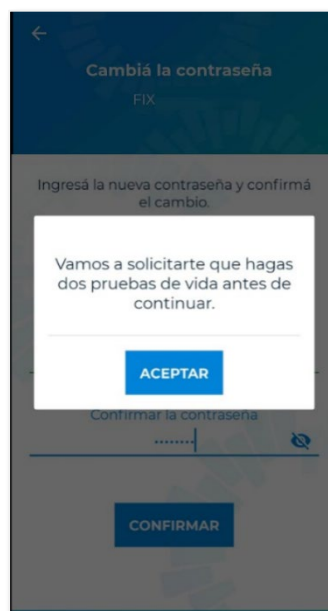 Cambiá la contraseña
FIX
Ingresá la nueva contraseña y confirmá
el cambio.
Vamos a solicitarte que hagas
dos pruebas de vida antes de
continuar.
ACEPTAR
Confirmar la contraseña
........
CONFIRMAR